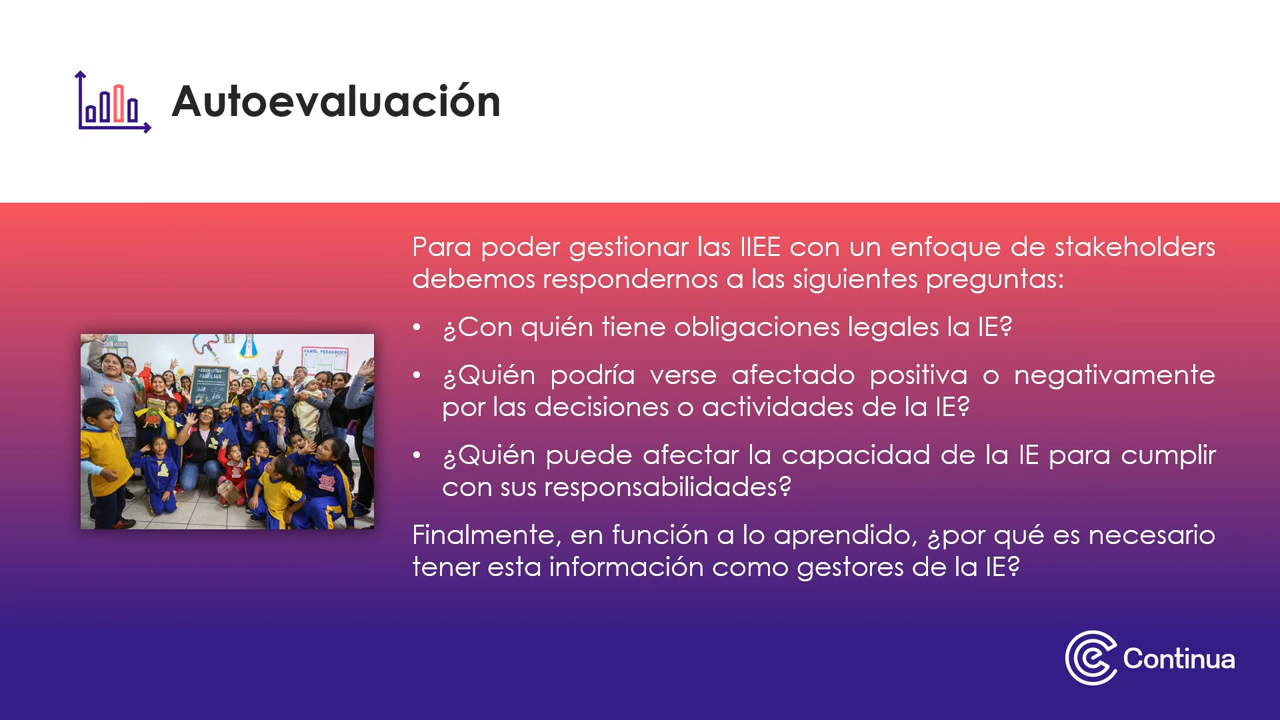 Autoevaluación
Para poder gestionar las IIEE con un enfoque de stakeholders
debemos respondernos a las siguientes preguntas:
• ¿Con quién tiene obligaciones legales la IE?
• ¿Quién podría verse afectado positiva o negativamente
por las decisiones o actividades de la IE?
• ¿Quién puede afectar la capacidad de la IE para cumplir
con sus responsabilidades?
Finalmente, en función a lo aprendido, ¿por qué es necesario
tener esta información como gestores de la IE?
Continua